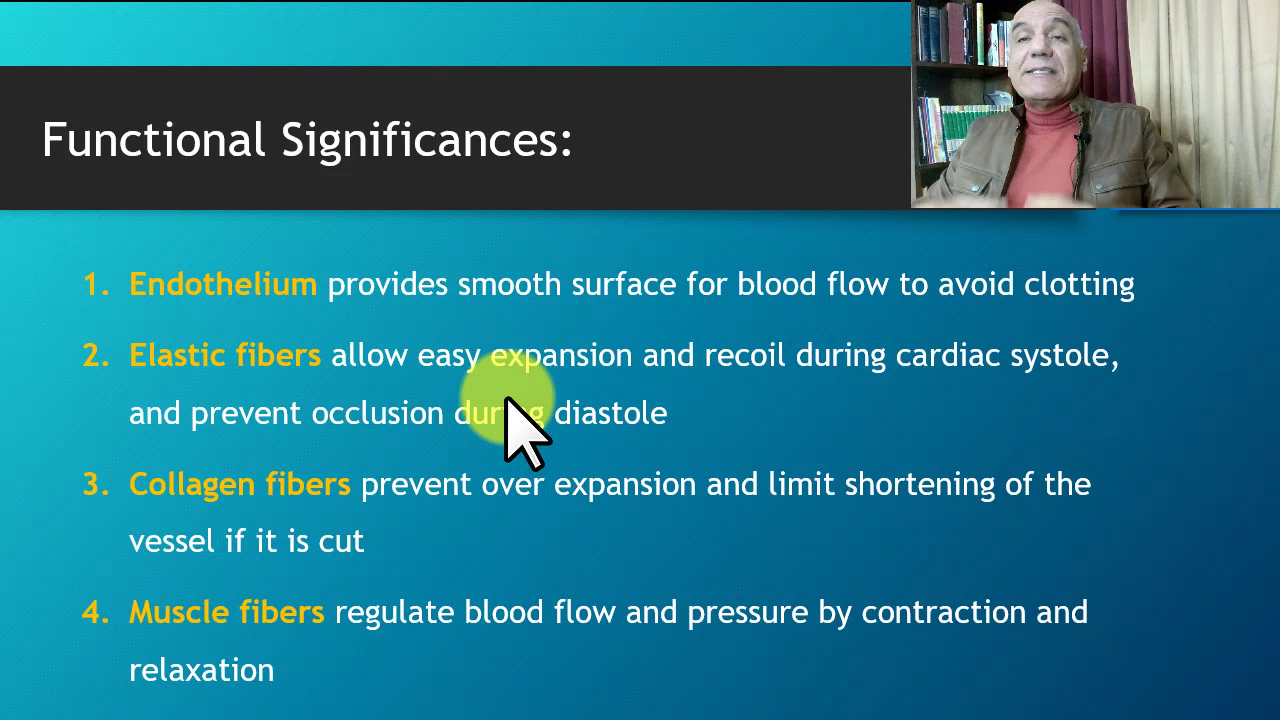 Functional Significances:
1. Endothelium provides smooth surface for blood flow to avoid clotting
2. Elastic fibers allow easy expansion and recoil during cardiac systole,
and prevent occlusion during diastole
3. Collagen fibers prevent over expansion and limit shortening of the
vessel if it is cut
4. Muscle fibers regulate blood flow and pressure by contraction and
relaxation